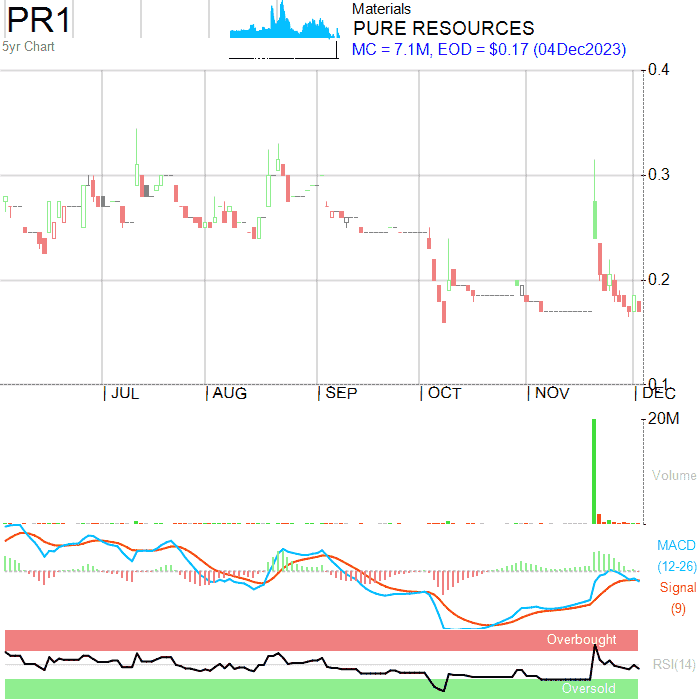 PR1
Materials
PURE RESOURCES
5yr Chart
MC = 7.1M, EOD = $0.17 (04Dec2023)
0.4
0.3
0.2
0.1
JUL AUG SEP OCT NOV DEC
20M
Volume
MACD
(12-26)
Signal
(9)
Overbought
RSI(14)
Oversold